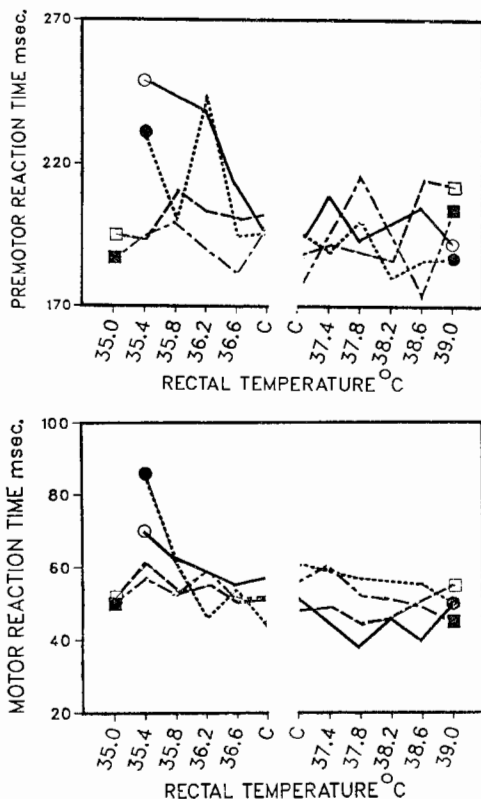 PREMOTOR REACTION TIME msec.
270
220
170
35.0 35.4 35.8 36.2 36.6 C C 37.4 37.8 38.2 38.6 39.0
RECTAL TEMPERATURE °C
MOTOR REACTION TIME msec.
100
80
60
40
20
35.0 35.4 35.8 36.2 36.6 C C 37.4 37.8 38.2 38.6 39.0
RECTAL TEMPERATURE °C